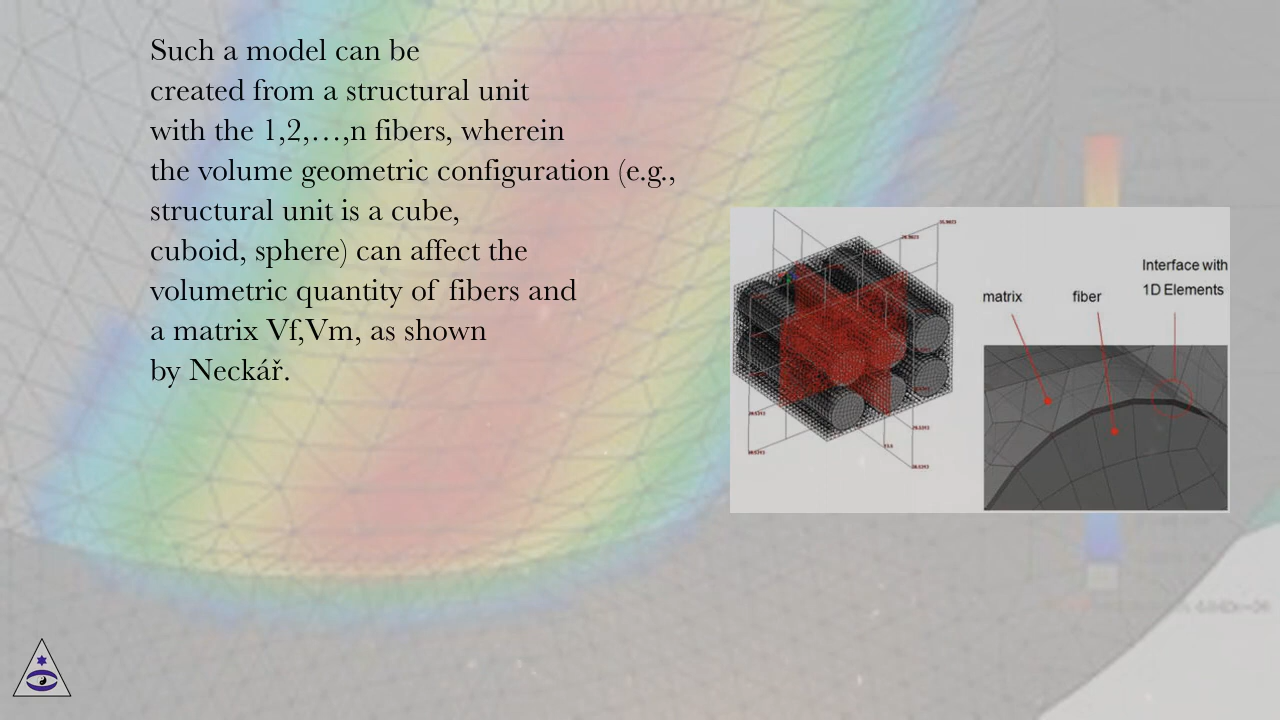 Such a model can be
created from a structural unit
with the 1,2,…,n fibers, wherein
the volume geometric configuration (e.g.,
structural unit is a cube,
cuboid, sphere) can affect the
volumetric quantity of fibers and
a matrix Vf,Vm, as shown
by Neckář.
Interface with
1D Elements
matrix
fiber